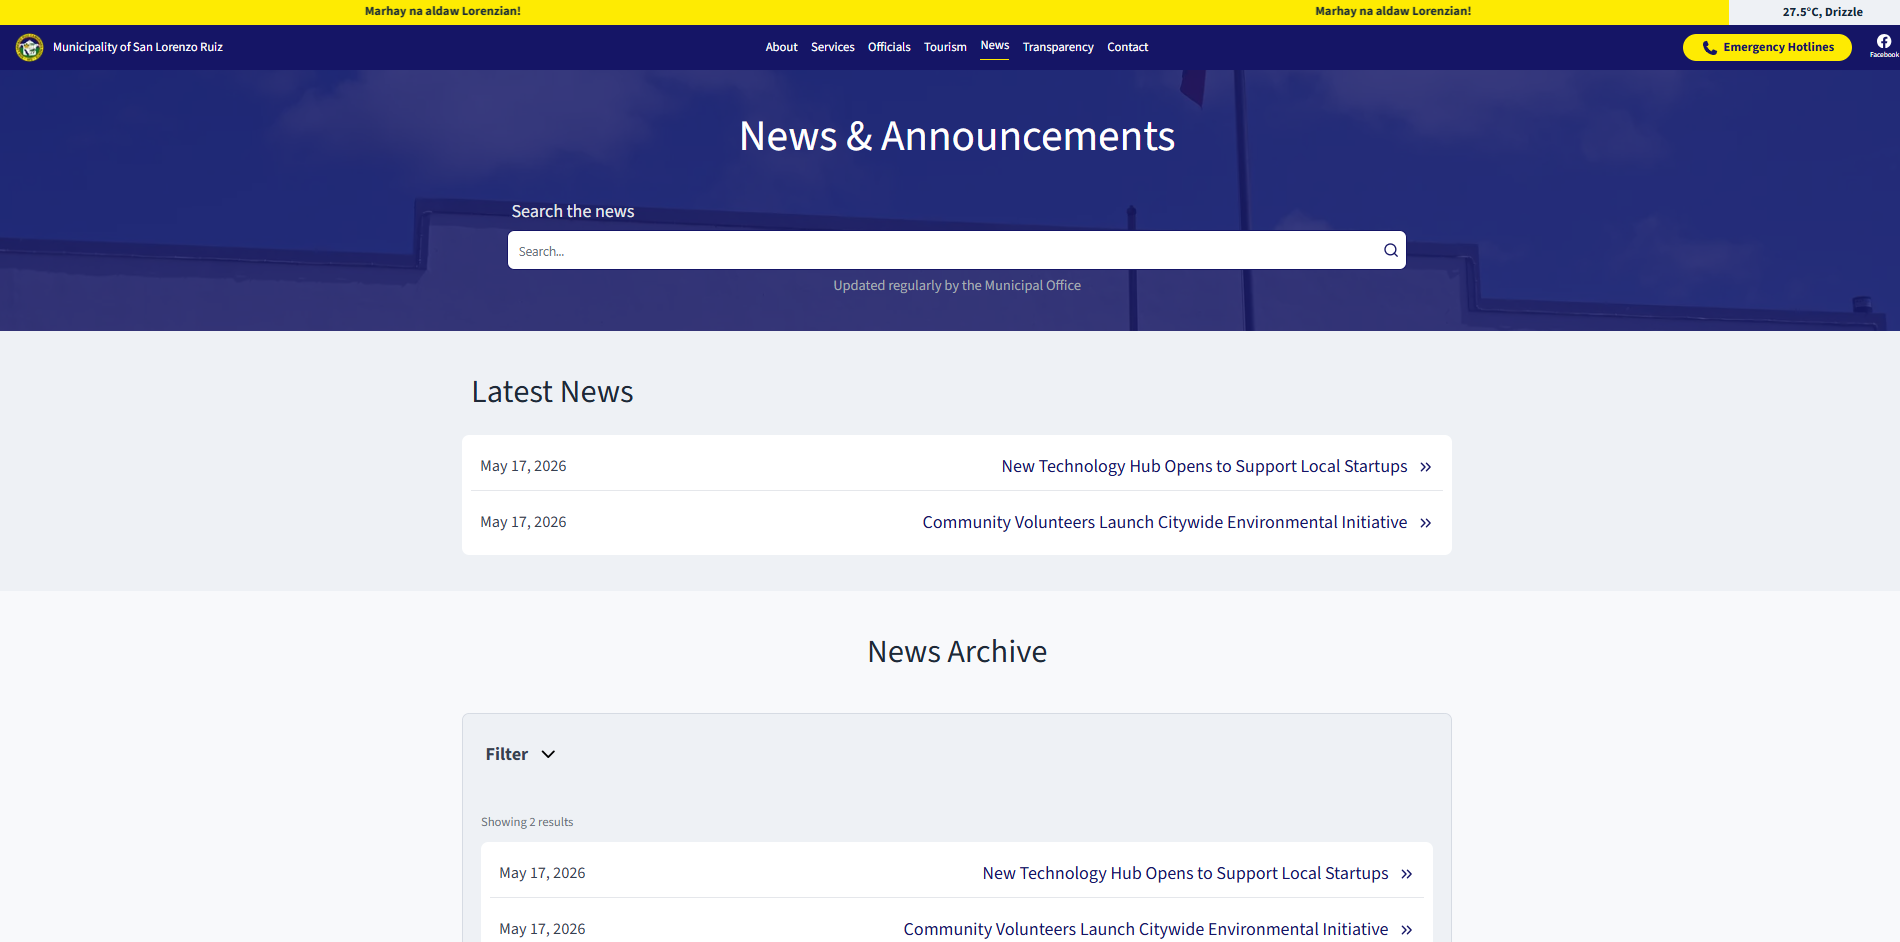 Marhay na aldaw Lorenzian! Marhay na aldaw Lorenzian! 27.5°C, Drizzle
Municipality of San Lorenzo Ruiz About Services Officials Tourism News Transparency Contact Emergency Hotlines Facebook
News & Announcements
Search the news
Search...
Updated regularly by the Municipal Office
Latest News
May 17, 2026 New Technology Hub Opens to Support Local Startups »
May 17, 2026 Community Volunteers Launch Citywide Environmental Initiative »
News Archive
Filter
Showing 2 results
May 17, 2026 New Technology Hub Opens to Support Local Startups »
May 17, 2026 Community Volunteers Launch Citywide Environmental Initiative »